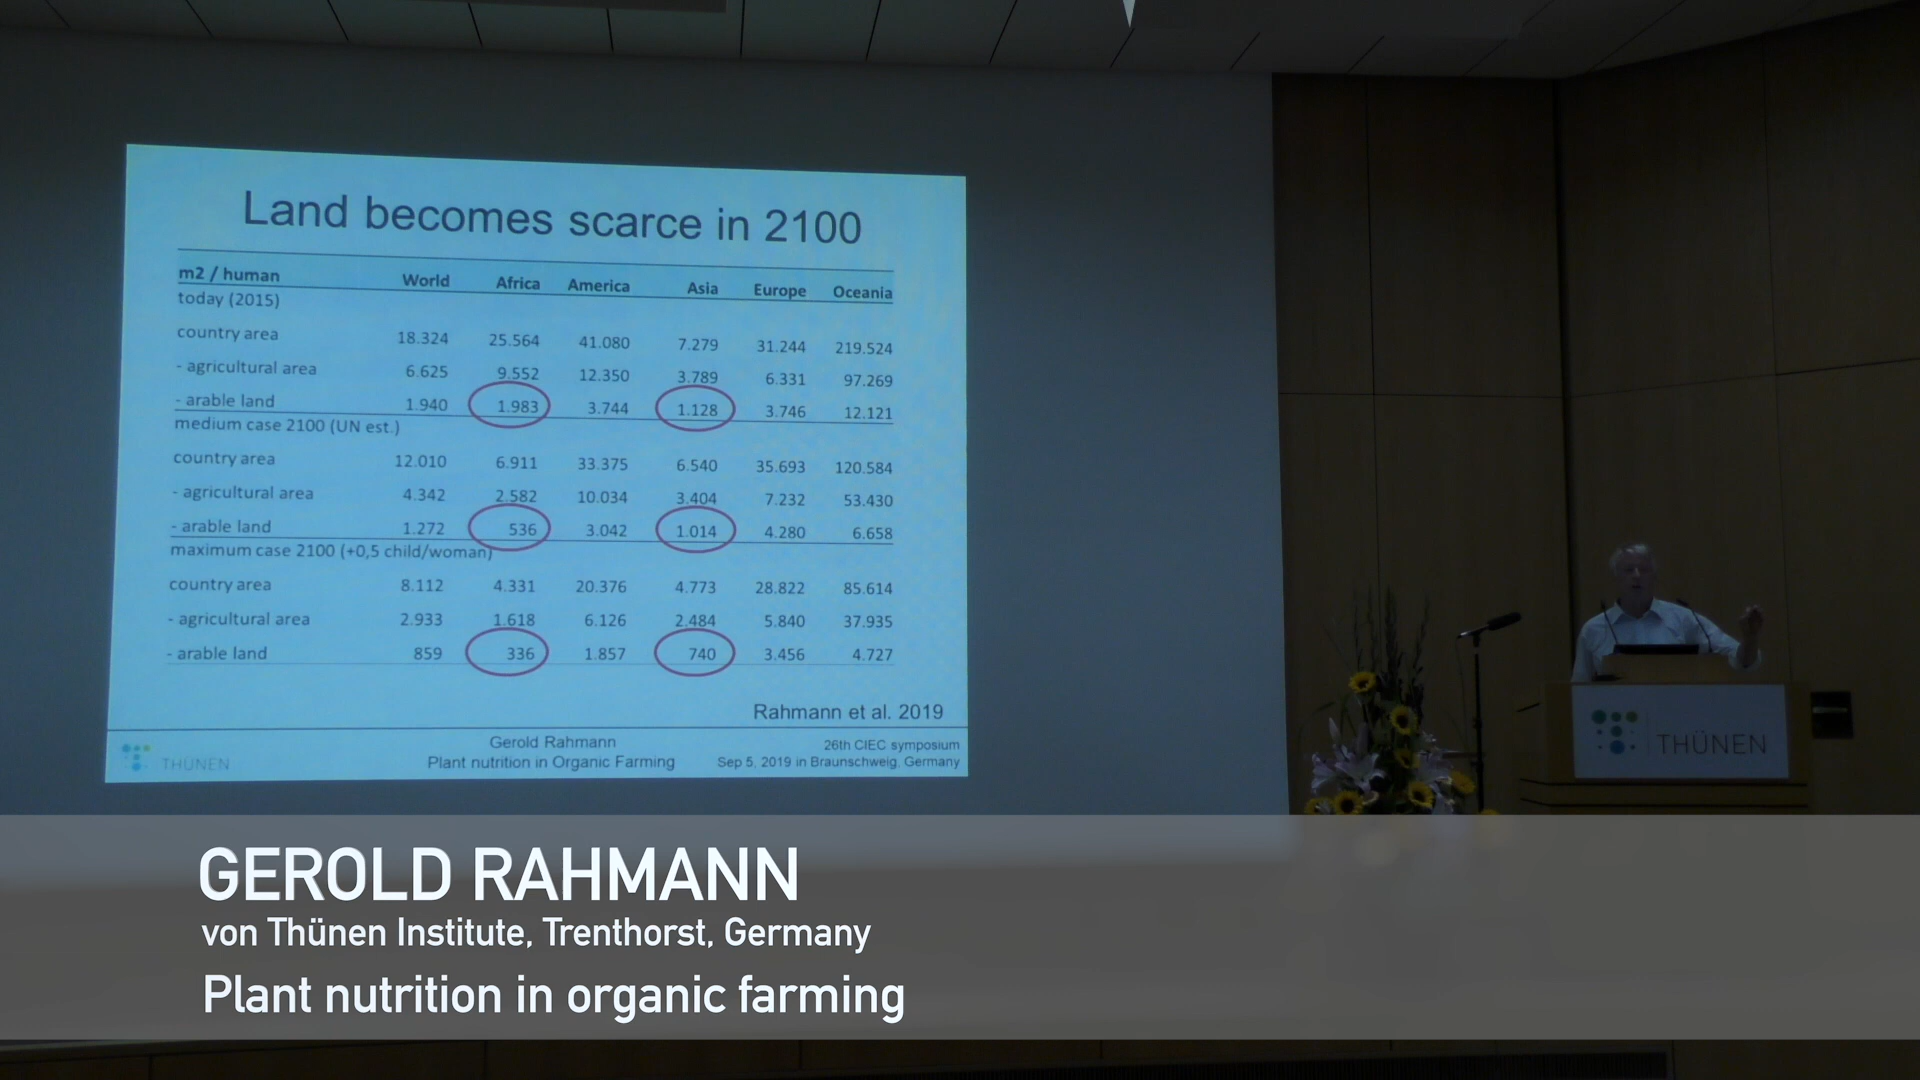 Land becomes scarce in 2100
m2 / human World Africa America Asia Europe Oceania
today (2015)
country area 18.324 25.564 41.080 7.279 31.244 219.524
- agricultural area 6.625 9.552 12.350 3.789 6.331 97.269
- arable land 1.940 1.983 3.744 1.128 3.746 12.121
medium case 2100 (UN est.)
country area 12.010 6.911 33.375 6.540 35.693 120.584
- agricultural area 4.342 2.582 10.034 3.404 7.232 53.430
- arable land 1.272 536 3.042 1.014 4.280 6.658
maximum case 2100 (+0,5 child/woman)
country area 8.112 4.331 20.376 4.773 28.822 85.614
- agricultural area 2.933 1.618 6.126 2.484 5.840 37.935
- arable land 859 336 1.857 740 3.456 4.727
Rahmann et al. 2019
THÜNEN
Gerold Rahmann
Plant nutrition in Organic Farming
26th CIEC symposium
Sep 5, 2019 in Braunschweig, Germany
THÜNEN
GEROLD RAHMANN
von Thünen Institute, Trenthorst, Germany
Plant nutrition in organic farming